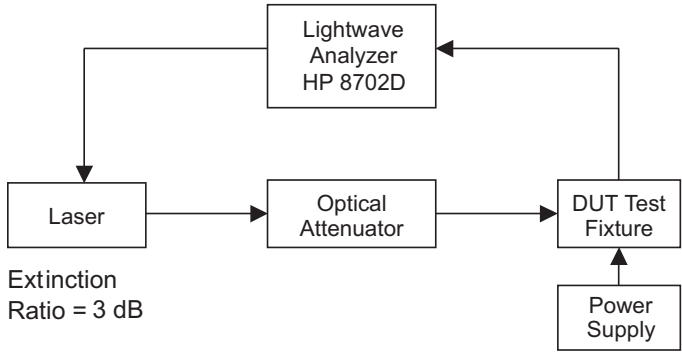 Lightwave
Analyzer
HP 8702D
Laser
Optical
Attenuator
DUT Test
Fixture
Extinction
Ratio = 3 dB
Power
Supply